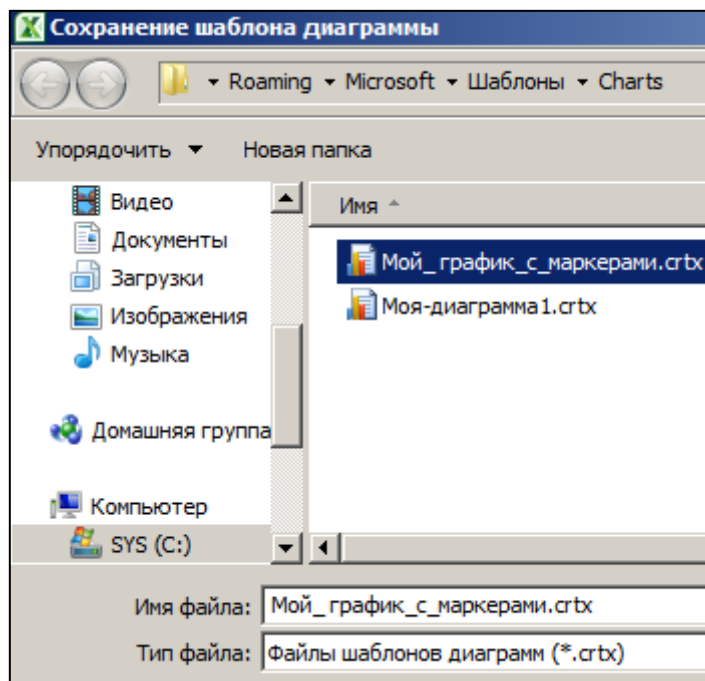 Сохранение шаблона диаграммы
Roaming Microsoft Шаблоны Charts
Упорядочить Новая папка
Видео
Документы
Загрузки
Изображения
Музыка
Домашняя группа
Компьютер
SYS (C:)
Имя
Мой_график_с_маркерами.crtx
Моя-диаграмма1.crtx
Имя файла: Мой_график_с_маркерами.crtx
Тип файла: Файлы шаблонов диаграмм (*.crtx)